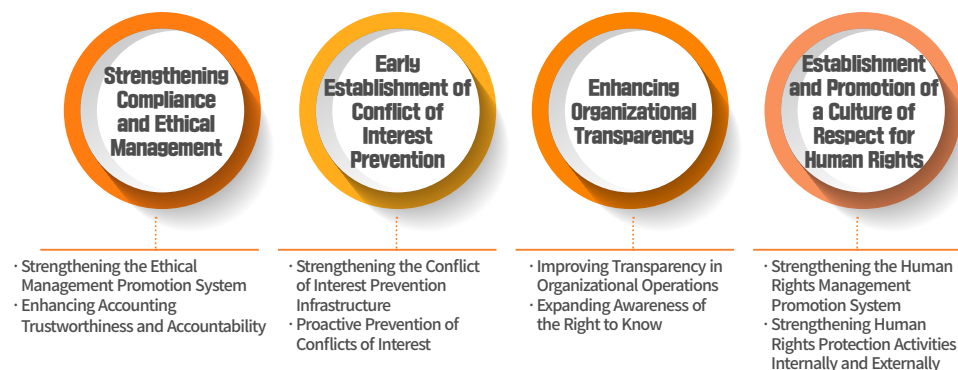 Strengthening
Compliance
and Ethical
Management
Early
Establishment of
Conflict of
Interest
Prevention
Enhancing
Organizational
Transparency
Establishment
and Promotion of
a Culture of
Respect for
Human Rights
· Strengthening the Ethical
Management Promotion System
· Enhancing Accounting
Trustworthiness and Accountability
· Strengthening the Conflict
of Interest Prevention
Infrastructure
· Proactive Prevention of
Conflicts of Interest
· Improving Transparency in
Organizational Operations
· Expanding Awareness of
the Right to Know
· Strengthening the Human
Rights Management
Promotion System
· Strengthening Human
Rights Protection Activities
Internally and Externally